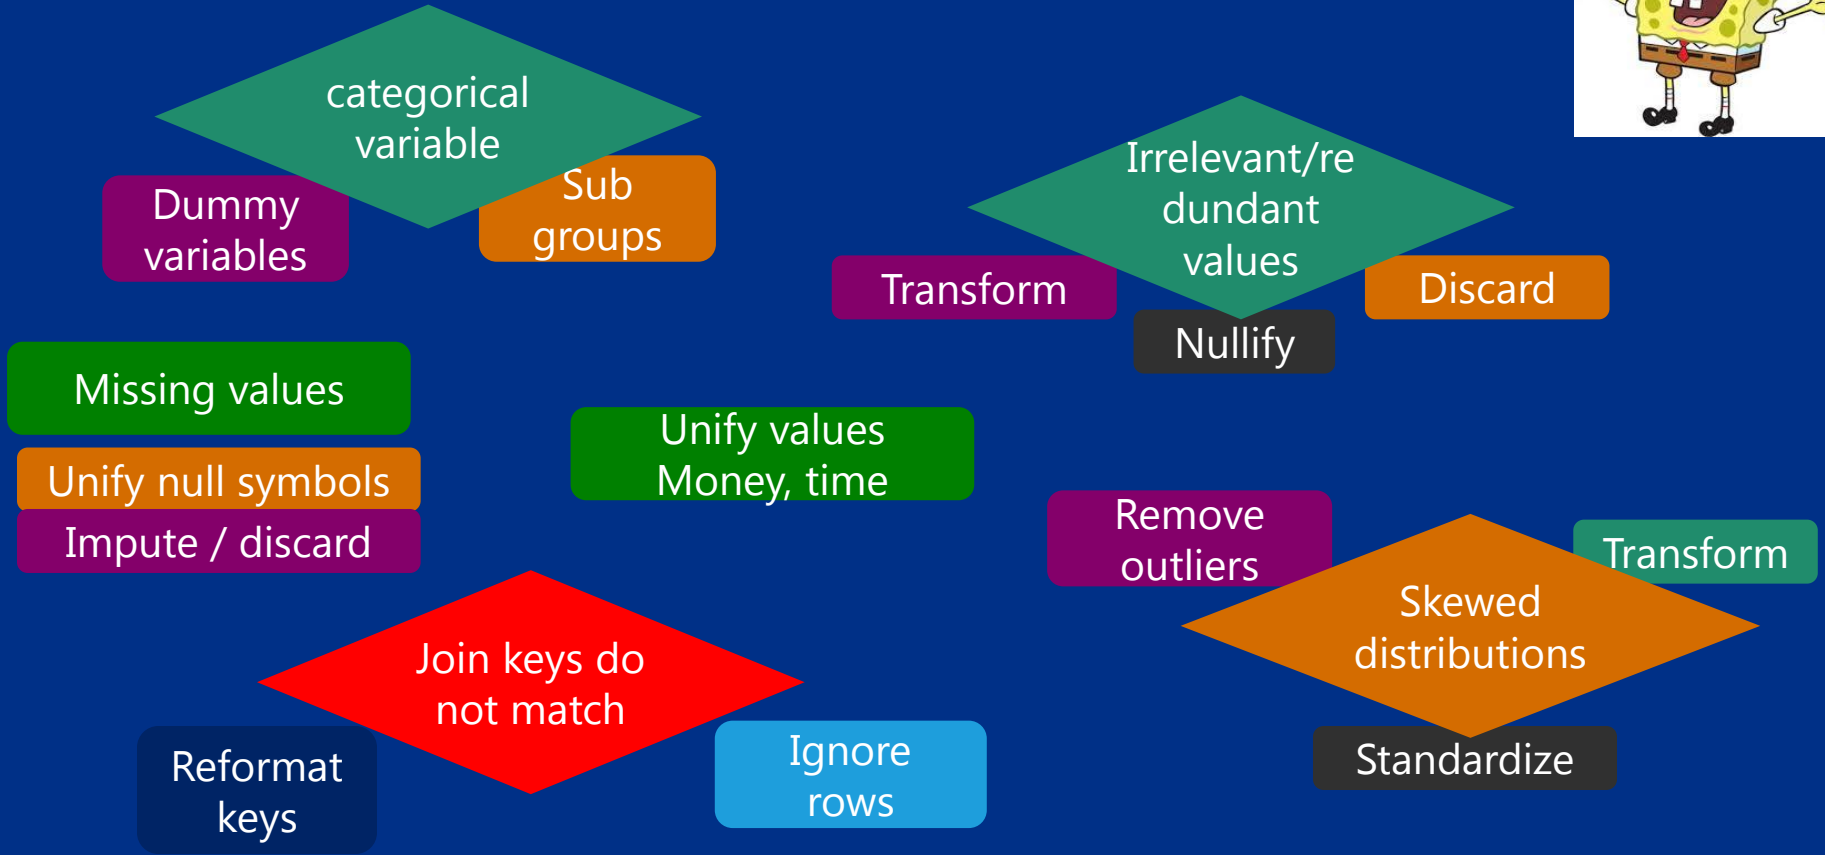 categorical
variable
Dummy
variables
Sub
groups
Irrelevant/re
dundant
values
Transform
Nullify
Discard
Missing values
Unify null symbols
Impute / discard
Unify values
Money, time
Remove
outliers
Transform
Skewed
distributions
Standardize
Join keys do
not match
Reformat
keys
Ignore
rows